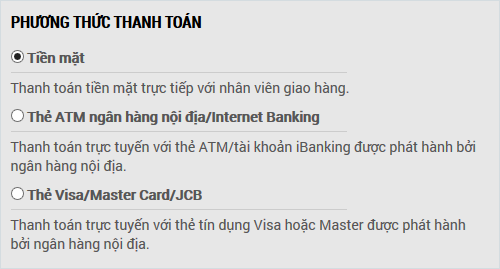 PHƯƠNG THỨC THANH TOÁN
Tiền mặt
Thanh toán tiền mặt trực tiếp với nhân viên giao hàng.
Thẻ ATM ngân hàng nội địa/Internet Banking
Thanh toán trực tuyến với thẻ ATM/tài khoản iBanking được phát hành bởi
ngân hàng nội địa.
Thẻ Visa/Master Card/JCB
Thanh toán trực tuyến với thẻ tín dụng Visa hoặc Master được phát hành
bởi ngân hàng nội địa.